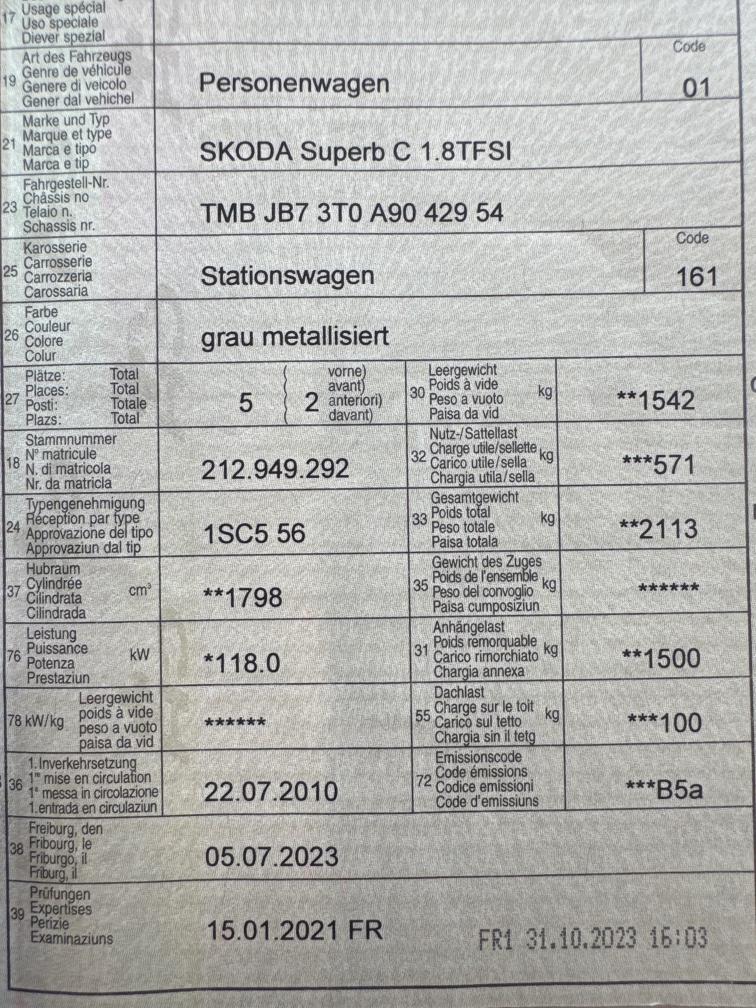 17 Usage spécial
Uso speciale
Diever spezial
19 Art des Fahrzeugs
Genre de véhicule
Genere di veicolo
Gener dal vehichel
Personenwagen
Code
01
21 Marke und Typ
Marque et type
Marca e tipo
Marca e tip
SKODA Superb C 1.8TFSI
23 Fahrgestell-Nr.
Châssis no
Telaio n.
Schassis nr.
TMB JB7 3T0 A90 429 54
25 Karosserie
Carrosserie
Carrozzeria
Carossaria
Stationswagen
Code
161
26 Farbe
Couleur
Colore
Colur
grau metallisiert
27 Plätze: Total
Places: Total
Posti: Totale
Plazs: Total
5 ( 2 vorne)
avant)
anteriori)
davant)
30 Leergewicht
Poids à vide
Peso a vuoto
Paisa da vid
kg
**1542
18 Stammnummer
N° matricule
N. di matricola
Nr. da matricla
212.949.292
32 Nutz-/Sattellast
Charge utile/sellette
Carico utile/sella
Chargia utila/sella
kg
***571
24 Typengenehmigung
Réception par type
Approvazione del tipo
Approvaziun dal tip
1SC5 56
33 Gesamtgewicht
Poids total
Peso totale
Paisa totala
kg
**2113
37 Hubraum
Cylindrée
Cilindrata
Cilindrada
cm³
**1798
35 Gewicht des Zuges
Poids de l'ensemble
Peso del convoglio
Paisa cumposiziun
kg
******
76 Leistung
Puissance
Potenza
Prestaziun
kW
*118.0
31 Anhängelast
Poids remorquable
Carico rimorchiato
Chargia annexa
kg
**1500
78 kW/kg Leergewicht
poids à vide
peso a vuoto
paisa da vid
******
55 Dachlast
Charge sur le toit
Carico sul tetto
Chargia sin il tetg
kg
***100
36 1. Inverkehrsetzung
1re mise en circulation
1a messa in circolazione
1. entrada en circulaziun
22.07.2010
72 Emissionscode
Code émissions
Codice emissioni
Code d'emissiuns
***B5a
38 Freiburg, den
Fribourg, le
Friburgo, il
Friburg, il
05.07.2023
39 Prüfungen
Expertises
Perizie
Examinaziuns
15.01.2021 FR
FR1 31.10.2023 16:03